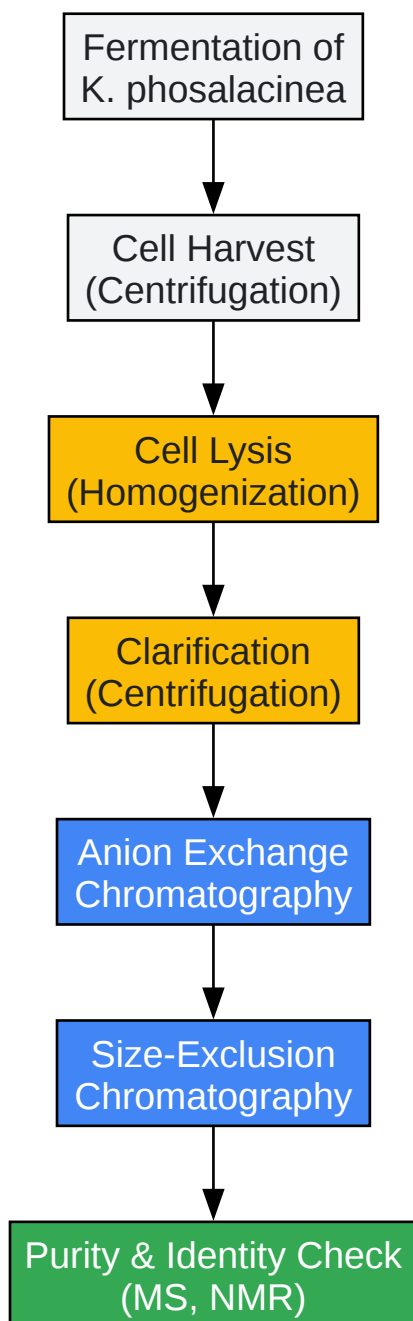 Fermentation of
K. phosalacinea
Cell Harvest
(Centrifugation)
Cell Lysis
(Homogenization)
Clarification
(Centrifugation)
Anion Exchange
Chromatography
Size-Exclusion
Chromatography
Purity & Identity Check
(MS, NMR)